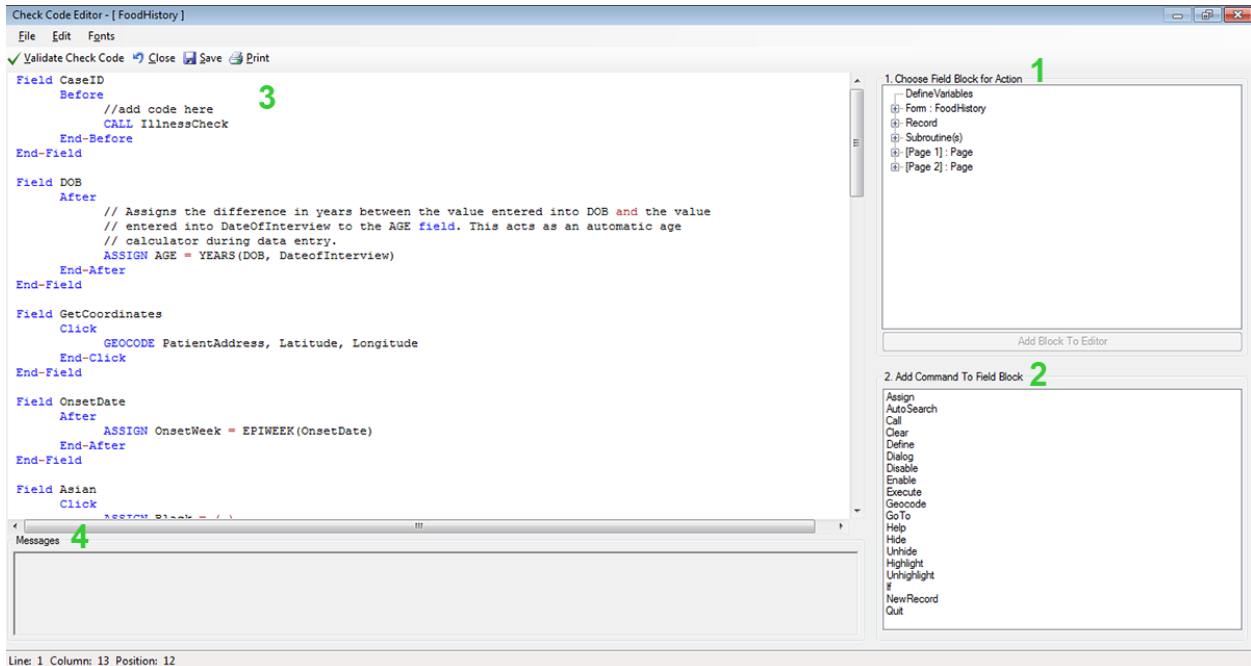 Check Code Editor - [ FoodHistory ]
File Edit Fonts
Validate Check Code Close Save Print
Field CaseID
Before
//add code here
CALL IllnessCheck
End-Before
End-Field
Field DOB
After
// Assigns the difference in years between the value entered into DOB and the value
// entered into DateOfInterview to the AGE field. This acts as an automatic age
// calculator during data entry.
ASSIGN AGE = YEARS(DOB, DateofInterview)
End-After
End-Field
Field GetCoordinates
Click
GEOCODE PatientAddress, Latitude, Longitude
End-Click
End-Field
Field OnsetDate
After
ASSIGN OnsetWeek = EPIWEEK(OnsetDate)
End-After
End-Field
Field Asian
Click
ASSIGN Black = (-)
3
Messages 4
1. Choose Field Block for Action 1
DefineVariables
Form : FoodHistory
Record
Subroutine(s)
[Page 1] : Page
[Page 2] : Page
Add Block To Editor
2. Add Command To Field Block 2
Assign
AutoSearch
Call
Clear
Define
Dialog
Disable
Enable
Execute
Geocode
GoTo
Help
Hide
Unhide
Highlight
Unhighlight
If
NewRecord
Quit
Line: 1 Column: 13 Position: 12